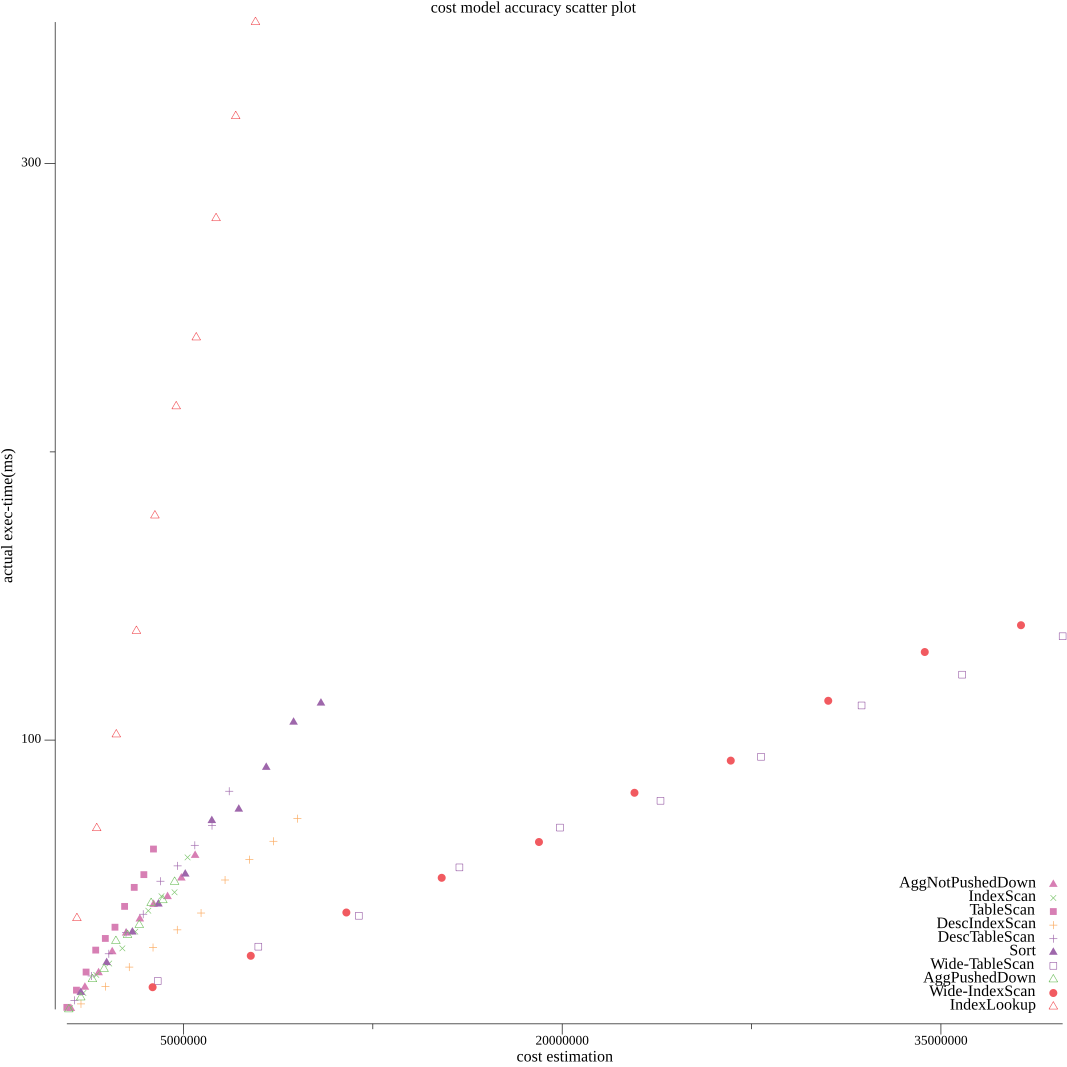 cost model accuracy scatter plot
300
actual exec-time(ms)
100
AggNotPushedDown
IndexScan
TableScan
DescIndexScan
DescTableScan
Sort
Wide-TableScan
AggPushedDown
Wide-IndexScan
IndexLookup
5000000 20000000 35000000
cost estimation